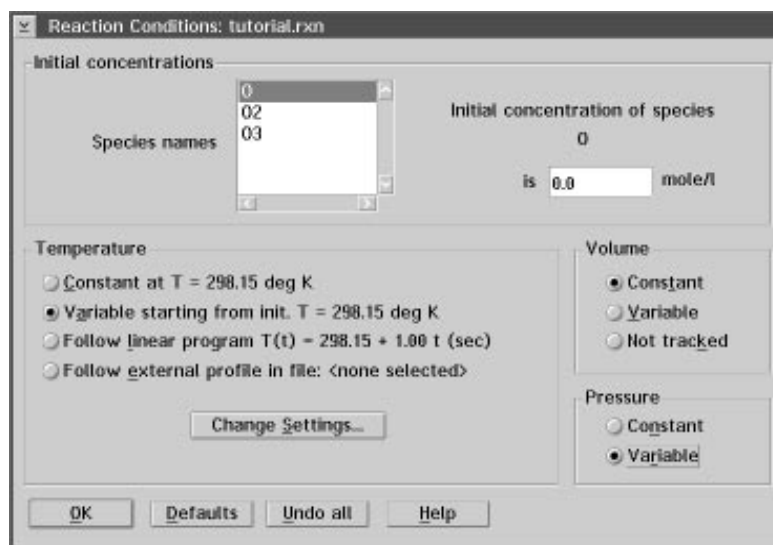 Reaction Conditions: tutorial.rxn
Initial concentrations
Species names
O
O2
O3
Initial concentration of species
O
is 0.0 mole/l
Temperature
Constant at T = 298.15 deg K
Variable starting from init. T = 298.15 deg K
Follow linear program T(t) = 298.15 + 1.00 t (sec)
Follow external profile in file: <none selected>
Change Settings...
Volume
Constant
Variable
Not tracked
Pressure
Constant
Variable
OK Defaults Undo all Help